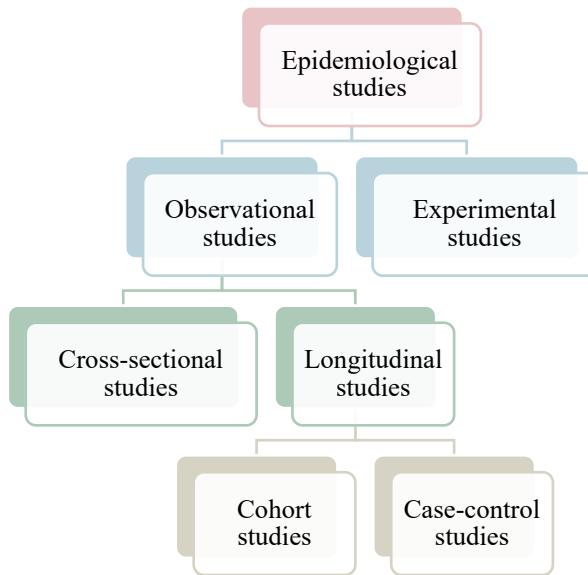 Epidemiological
studies
Observational
studies
Experimental
studies
Cross-sectional
studies
Longitudinal
studies
Cohort
studies
Case-control
studies